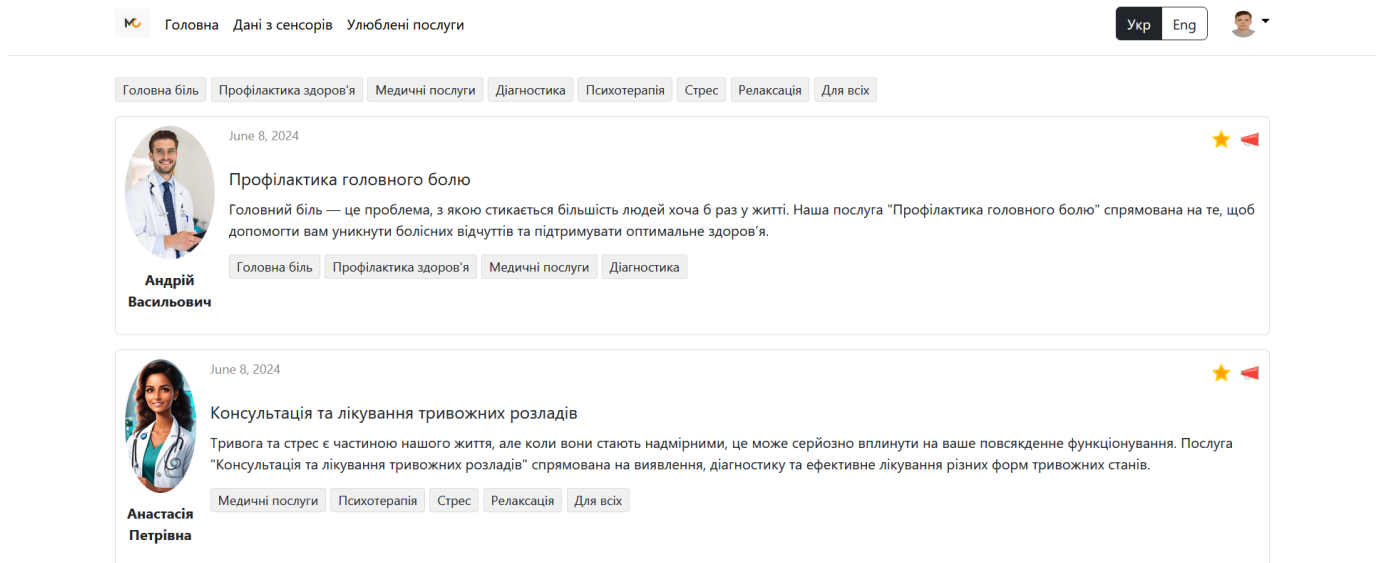 MC Головна Дані з сенсорів Улюблені послуги Укр Eng
Головна біль Профілактика здоров'я Медичні послуги Діагностика Психотерапія Стрес Релаксація Для всіх
June 8, 2024
Профілактика головного болю
Головний біль — це проблема, з якою стикається більшість людей хоча б раз у житті. Наша послуга "Профілактика головного болю" спрямована на те, щоб
допомогти вам уникнути болісних відчуттів та підтримувати оптимальне здоров’я.
Головна біль Профілактика здоров'я Медичні послуги Діагностика
Андрій
Васильович
June 8, 2024
Консультація та лікування тривожних розладів
Тривога та стрес є частиною нашого життя, але коли вони стають надмірними, це може серйозно вплинути на ваше повсякденне функціонування. Послуга
"Консультація та лікування тривожних розладів" спрямована на виявлення, діагностику та ефективне лікування різних форм тривожних станів.
Медичні послуги Психотерапія Стрес Релаксація Для всіх
Анастасія
Петрівна